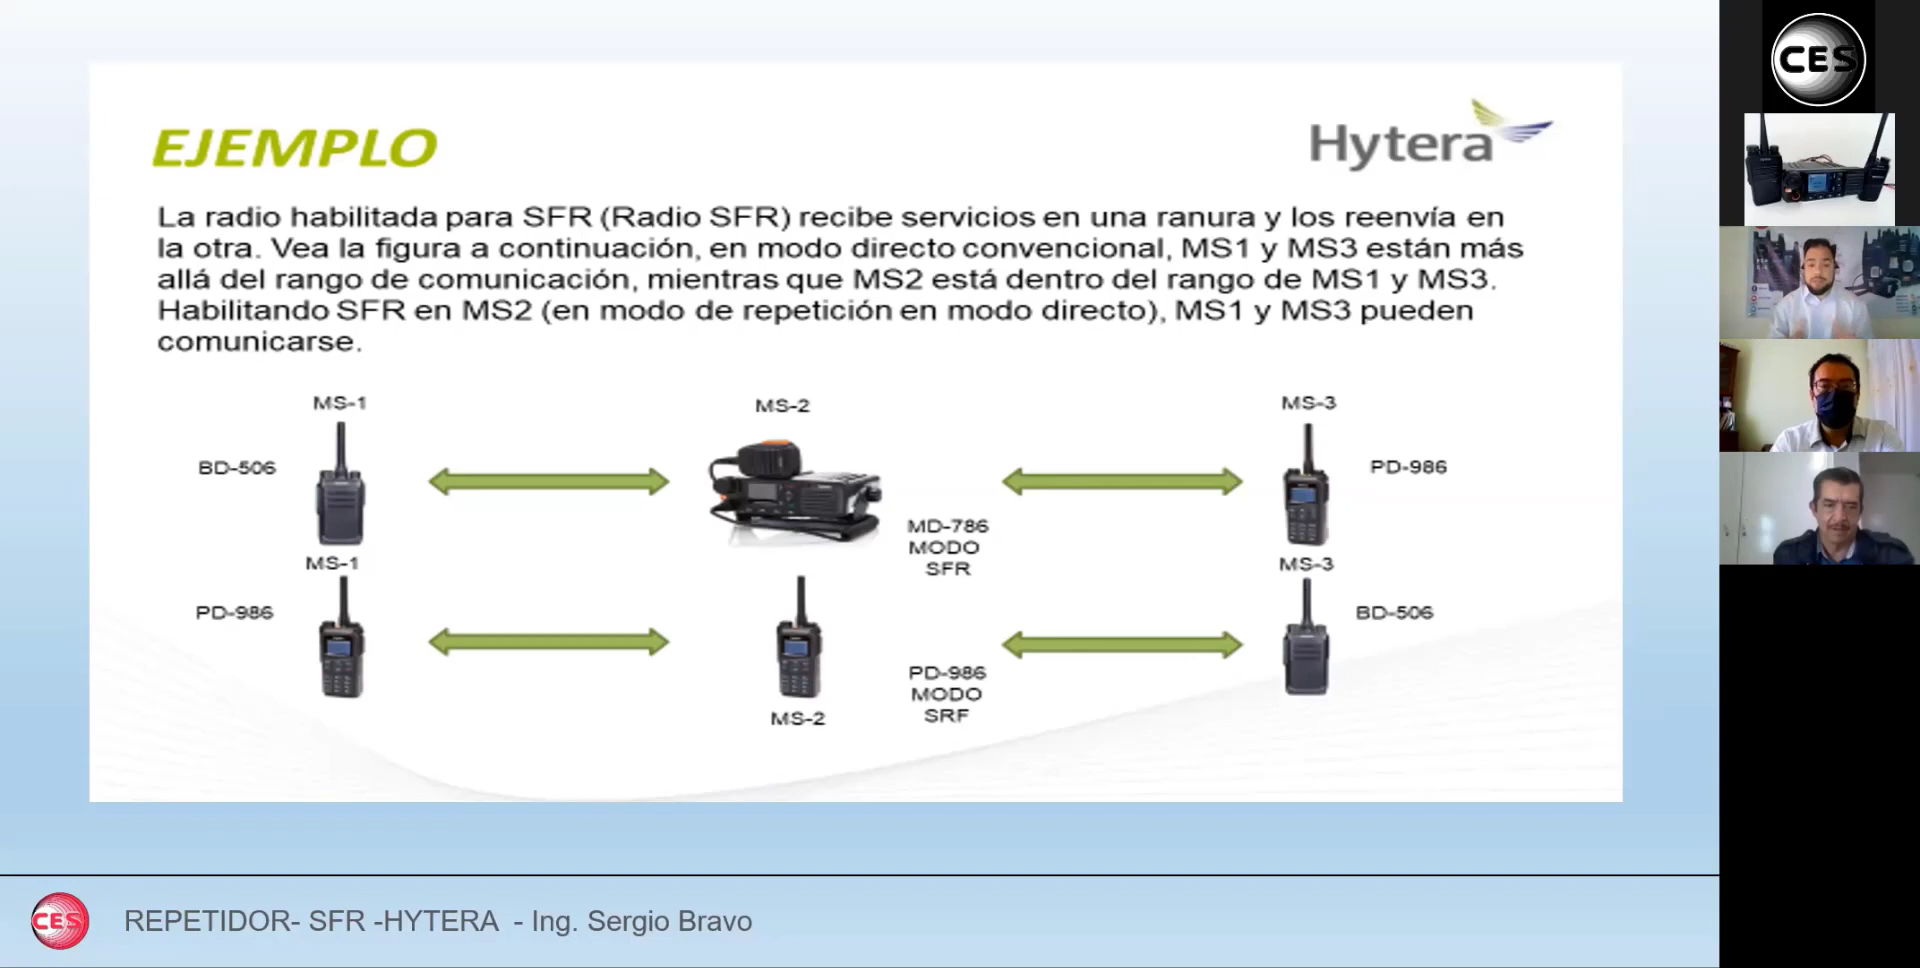 EJEMPLO
Hytera
La radio habilitada para SFR (Radio SFR) recibe servicios en una ranura y los reenvía en
la otra. Vea la figura a continuación, en modo directo convencional, MS1 y MS3 están más
allá del rango de comunicación, mientras que MS2 está dentro del rango de MS1 y MS3.
Habilitando SFR en MS2 (en modo de repetición en modo directo), MS1 y MS3 pueden
comunicarse.
MS-1
MS-2
MS-3
BD-506
PD-986
MD-786
MODO
SFR
MS-1
MS-3
PD-986
BD-506
PD-986
MODO
SRF
MS-2
CES
REPETIDOR- SFR -HYTERA - Ing. Sergio Bravo
CES